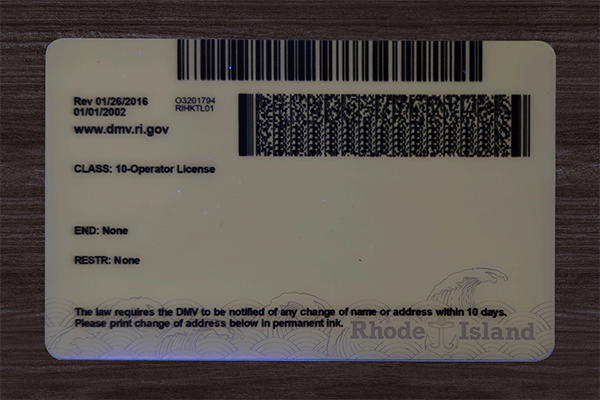 Rev 01/26/2016
01/01/2002
O3201794
RIHKTL01
www.dmv.ri.gov
CLASS: 10-Operator License
END: None
RESTR: None
The law requires the DMV to be notified of any change of name or address within 10 days.
Please print change of address below in permanent ink.
Rhode Island